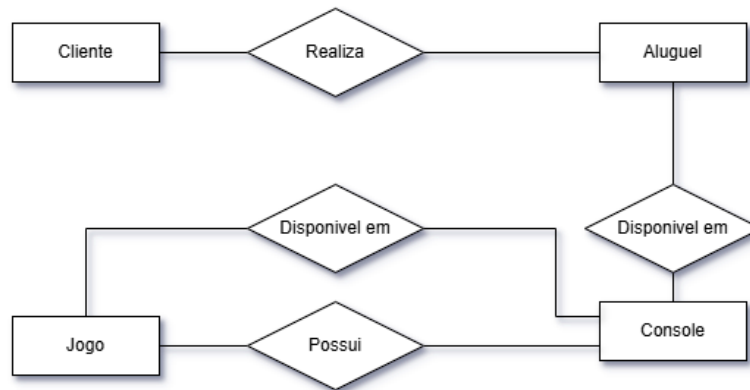 Cliente
Realiza
Aluguel
Disponivel em
Disponivel em
Jogo
Possui
Console